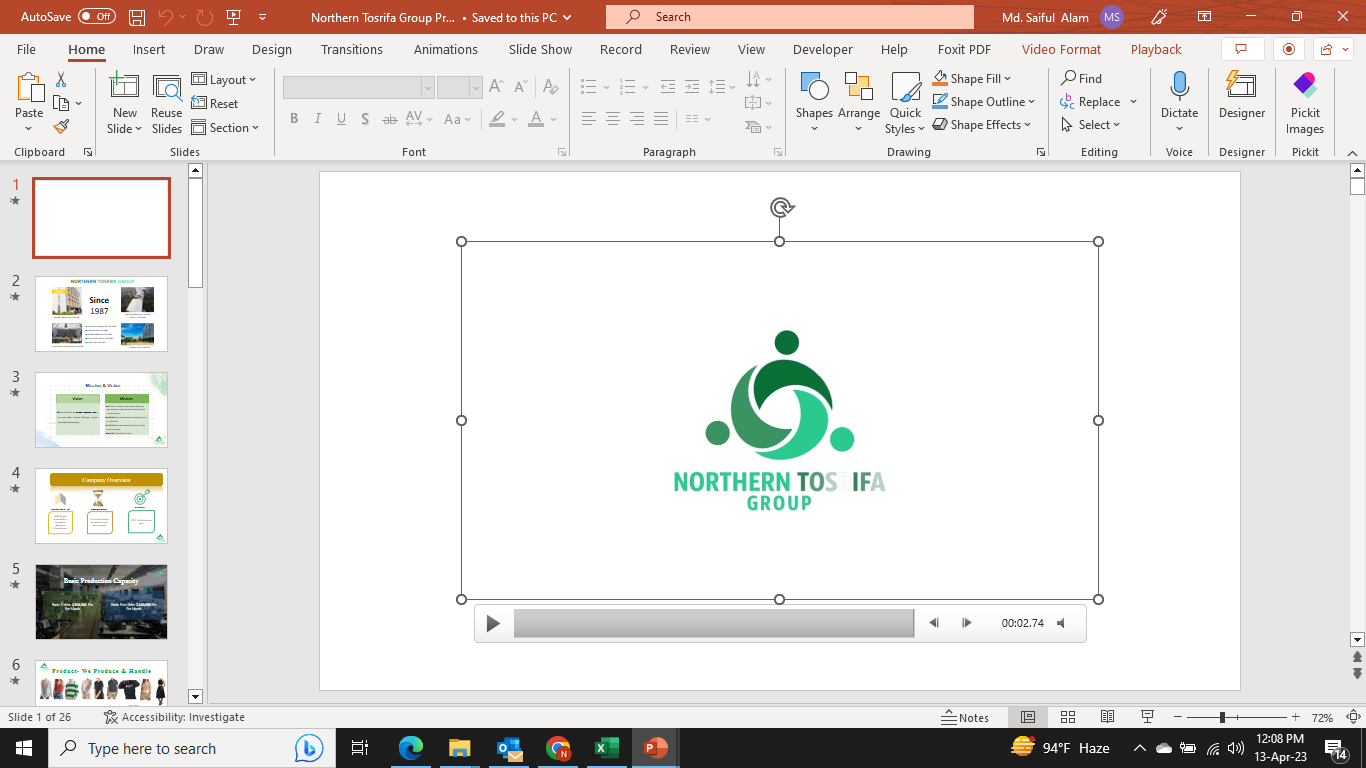 AutoSave Off
Northern Tosrifa Group Pr... • Saved to this PC
Search
Md. Saiful Alam MS
File Home Insert Draw Design Transitions Animations Slide Show Record Review View Developer Help Foxit PDF Video Format Playback
Paste
Clipboard
New Slide
Reuse Slides
Layout
Reset
Section
Slides
B I U S ab AV Aa A
Font
Paragraph
Shapes
Arrange
Quick Styles
Shape Fill
Shape Outline
Shape Effects
Drawing
Find
Replace
Select
Editing
Dictate
Voice
Designer
Designer
Pickit Images
Pickit
1
2
NORTHERN TOSRIFA GROUP
Since
1987
3
Mission & Vision
Vision
Mission
4
Company Overview
5
Basic Production Capacity
6
Product- We Produce & Handle
NORTHERN TOSRIFA
GROUP
00:02.74
Slide 1 of 26
Accessibility: Investigate
Notes
72%
Type here to search
94°F Haze
12:08 PM
13-Apr-23
14